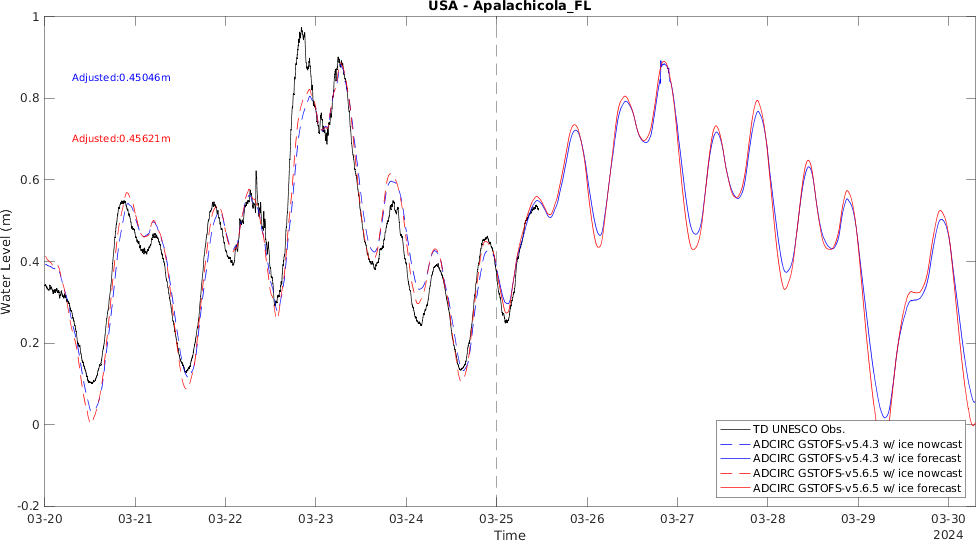 USA - Apalachicola_FL
1
Adjusted:0.45046m
0.8
Adjusted:0.45621m
0.6
Water Level (m)
0.4
0.2
0
TD UNESCO Obs.
ADCIRC GSTOFS-v5.4.3 w/ ice nowcast
ADCIRC GSTOFS-v5.4.3 w/ ice forecast
ADCIRC GSTOFS-v5.6.5 w/ ice nowcast
ADCIRC GSTOFS-v5.6.5 w/ ice forecast
-0.2
03-20 03-21 03-22 03-23 03-24 03-25 03-26 03-27 03-28 03-29 03-30
Time 2024